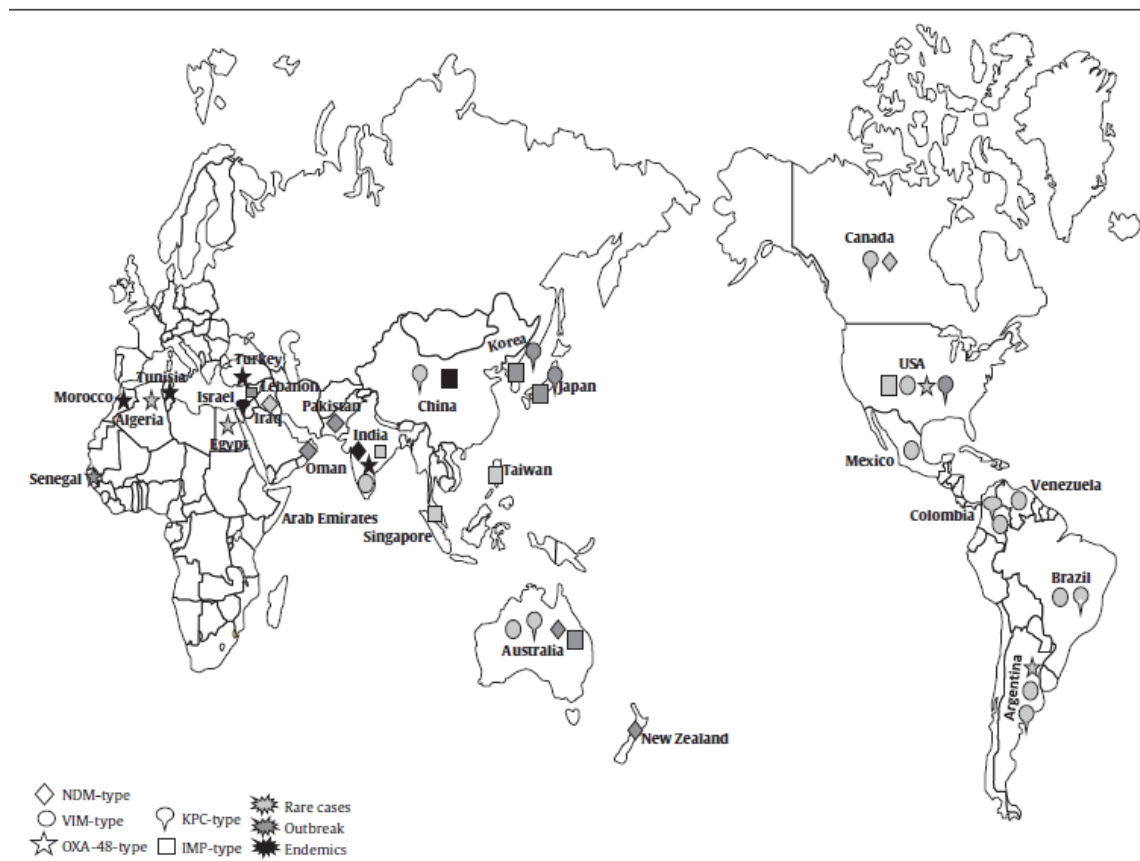 Canada
Korea
USA
Turkey
Tunisia
Lebanon
Japan
Morocco
Israel
Pakistan
China
Algeria
Iraq
India
Mexico
Egypt
Oman
Senegal
Taiwan
Venezuela
Arab Emirates
Colombia
Singapore
Brazil
Australia
Argentina
New Zealand
NDM-type
VIM-type
OXA-48-type
KPC-type
IMP-type
Rare cases
Outbreak
Endemics